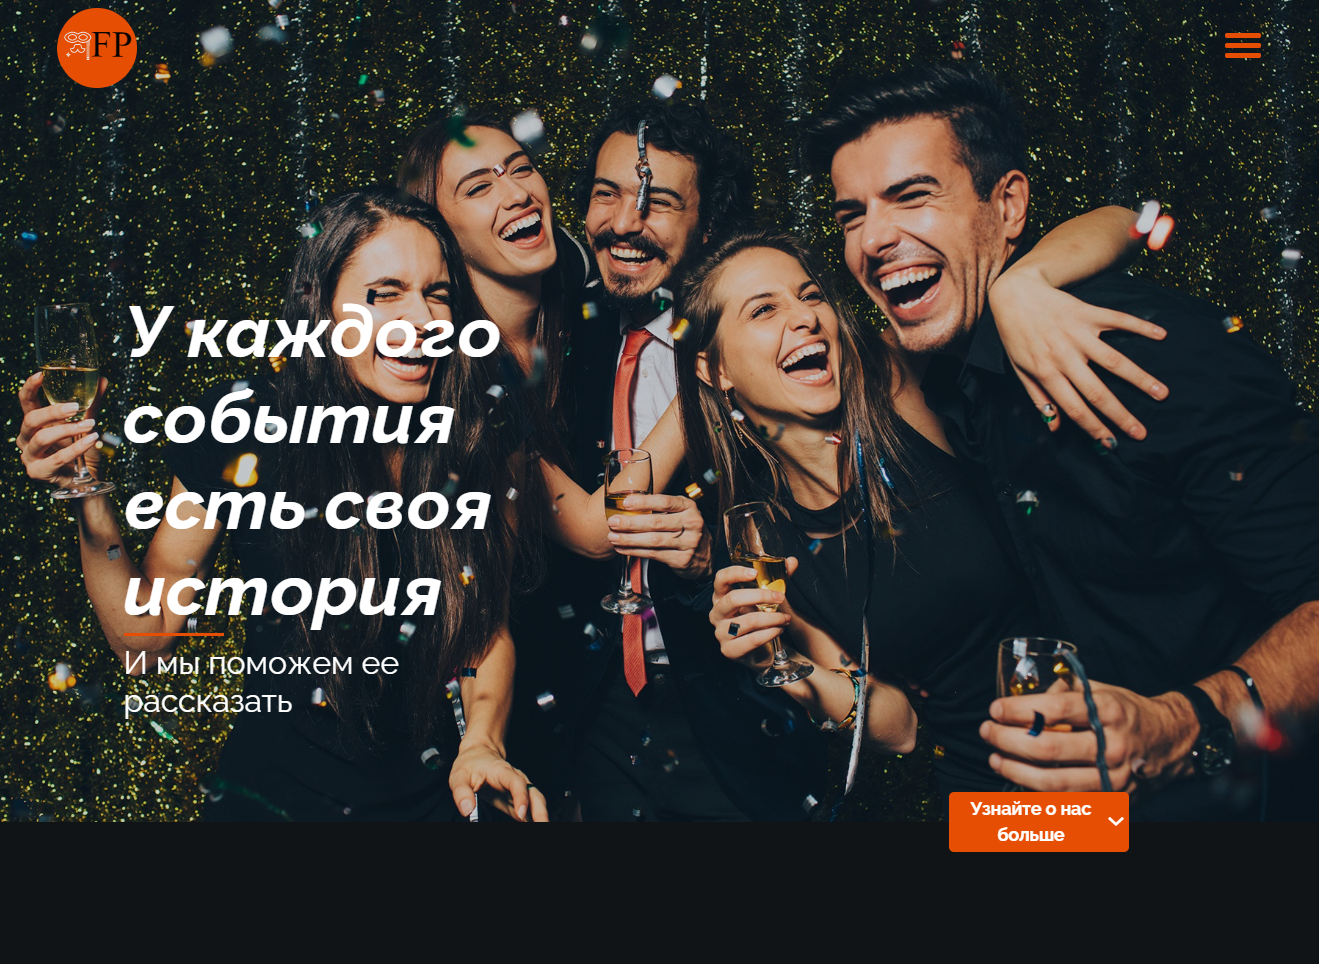 FP
У каждого
события
есть своя
история
И мы поможем ее
рассказать
Узнайте о нас
больше